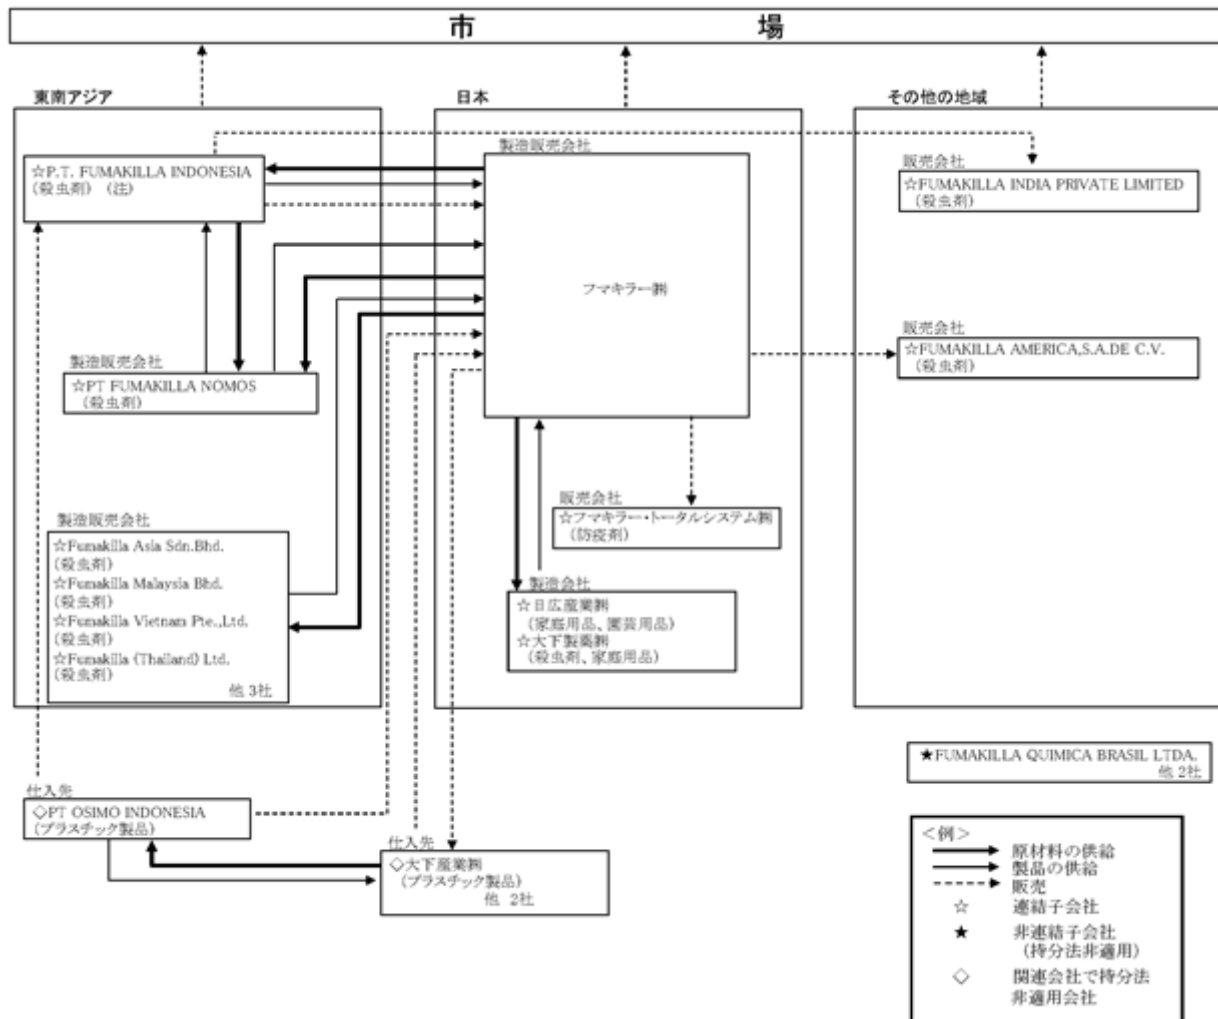 市 場
東南アジア
☆P.T. FUMAKILLA INDONESIA
(殺虫剤) (注)
製造販売会社
☆PT FUMAKILLA NOMOS
(殺虫剤)
製造販売会社
☆Fumakilla Asia Sdn.Bhd.
(殺虫剤)
☆Fumakilla Malaysia Bhd.
(殺虫剤)
☆Fumakilla Vietnam Pte.,Ltd.
(殺虫剤)
☆Fumakilla (Thailand) Ltd.
(殺虫剤)
他 3社
日本
製造販売会社
フマキラー㈱
販売会社
☆フマキラー・トータルシステム㈱
(防疫剤)
製造会社
☆日広産業㈱
(家庭用品、園芸用品)
☆大下製薬㈱
(殺虫剤、家庭用品)
その他の地域
販売会社
☆FUMAKILLA INDIA PRIVATE LIMITED
(殺虫剤)
販売会社
☆FUMAKILLA AMERICA,S.A.DE C.V.
(殺虫剤)
★FUMAKILLA QUIMICA BRASIL LTDA.
他 2社
仕入先
◇PT OSIMO INDONESIA
(プラスチック製品)
仕入先
◇大下産業㈱
(プラスチック製品)
他 2社
<例>
原材料の供給
製品の供給
販売
☆ 連結子会社
★ 非連結子会社
(持分法非適用)
◇ 関連会社で持分法
非適用会社